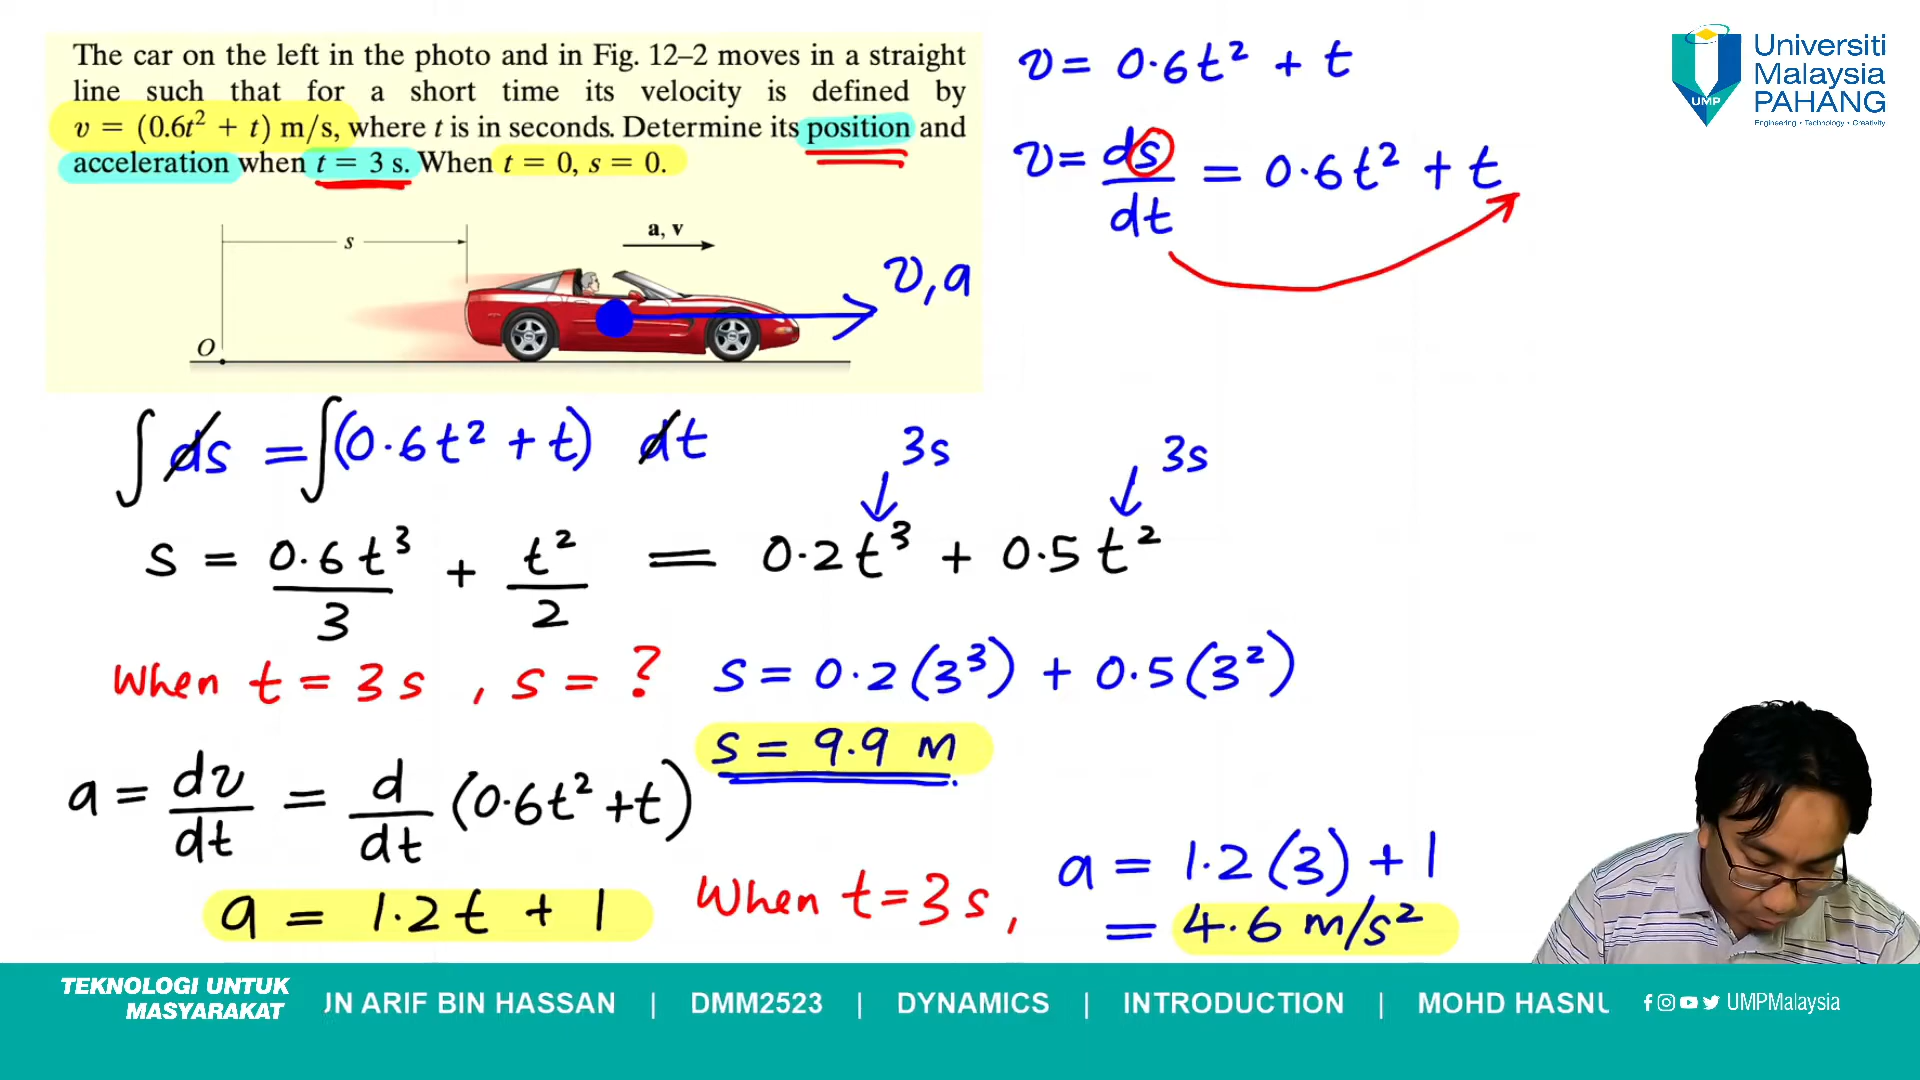 The car on the left in the photo and in Fig. 12–2 moves in a straight
line such that for a short time its velocity is defined by
v = (0.6t² + t) m/s, where t is in seconds. Determine its position and
acceleration when t = 3 s. When t = 0, s = 0.
s
a, v
v, a
O
v = 0.6t² + t
v = ds/dt = 0.6t² + t
Universiti
Malaysia
PAHANG
Engineering • Technology • Creativity
UMP
∫ ds = ∫(0.6t² + t) dt
3s
3s
s = 0.6t³/3 + t²/2 = 0.2t³ + 0.5t²
When t = 3s, s = ?
s = 0.2(3³) + 0.5(3²)
s = 9.9 m
a = dv/dt = d/dt (0.6t² + t)
a = 1.2t + 1
When t = 3s,
a = 1.2(3) + 1
= 4.6 m/s²
TEKNOLOGI UNTUK
MASYARAKAT
UN ARIF BIN HASSAN | DMM2523 | DYNAMICS | INTRODUCTION | MOHD HASNU
UMPMalaysia